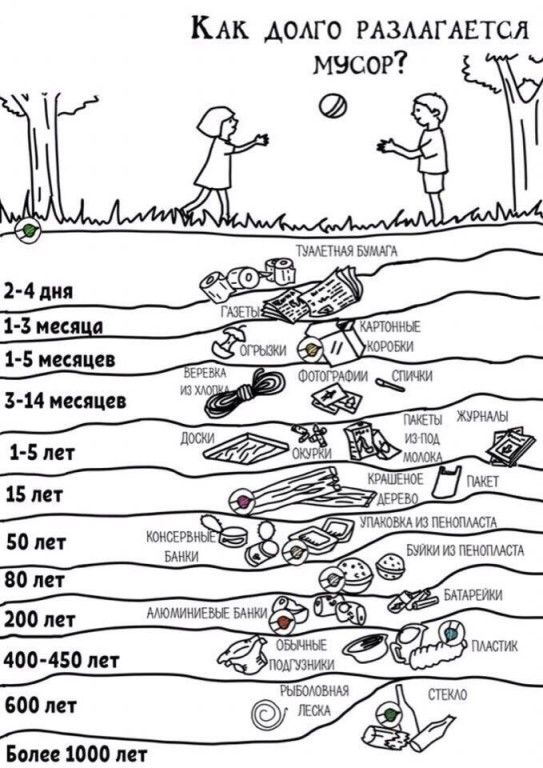 Как долго разлагается
мусор?
ТУАЛЕТНАЯ БУМАГА
2-4 дня
ГАЗЕТЫ
1-3 месяца
КАРТОННЫЕ
КОРОБКИ
ОГРЫЗКИ
1-5 месяцев
ВЕРЕВКА
ИЗ ХЛОПКА
ФОТОГРАФИИ
СПИЧКИ
3-14 месяцев
ДОСКИ
ОКУРКИ
ПАКЕТЫ
ИЗ-ПОД
МОЛОКА
ЖУРНАЛЫ
1-5 лет
КРАШЕНОЕ
ДЕРЕВО
ПАКЕТ
15 лет
КОНСЕРВНЫЕ
БАНКИ
УПАКОВКА ИЗ ПЕНОПЛАСТА
50 лет
БУЙКИ ИЗ ПЕНОПЛАСТА
80 лет
АЛЮМИНИЕВЫЕ БАНКИ
БАТАРЕЙКИ
200 лет
ОБЫЧНЫЕ
ПОДГУЗНИКИ
ПЛАСТИК
400-450 лет
РЫБОЛОВНАЯ
ЛЕСКА
СТЕКЛО
600 лет
Более 1000 лет